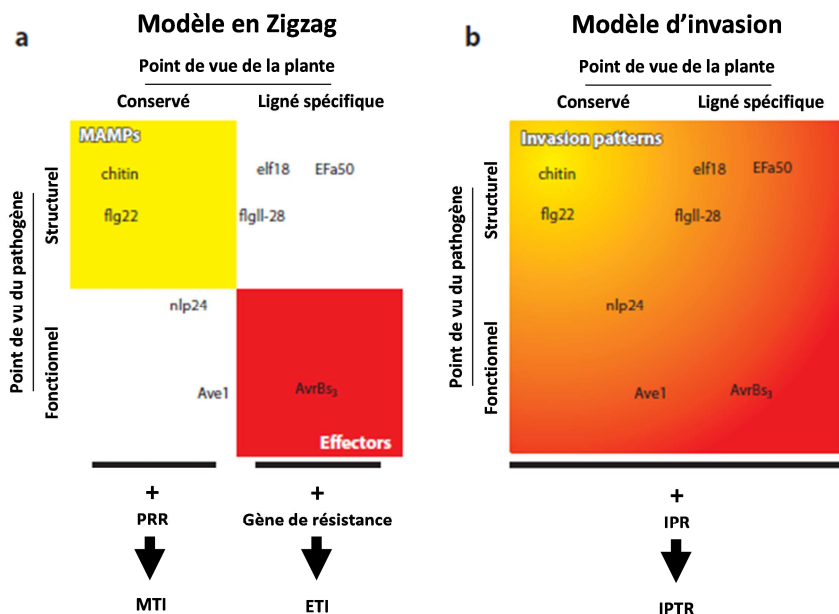 a
Modèle en Zigzag
Point de vue de la plante
Conservé
Ligné spécifique
Point de vu du pathogène
Structurel
Fonctionnel
MAMPs
chitin
elf18
EFa50
flg22
flgII-28
nlp24
Ave1
AvrBs3
Effectors
+
+
PRR
Gène de résistance
MTI
ETI
b
Modèle d’invasion
Point de vue de la plante
Conservé
Ligné spécifique
Point de vu du pathogène
Structurel
Fonctionnel
Invasion patterns
chitin
elf18
EFa50
flg22
flgII-28
nlp24
Ave1
AvrBs3
+
IPR
IPTR